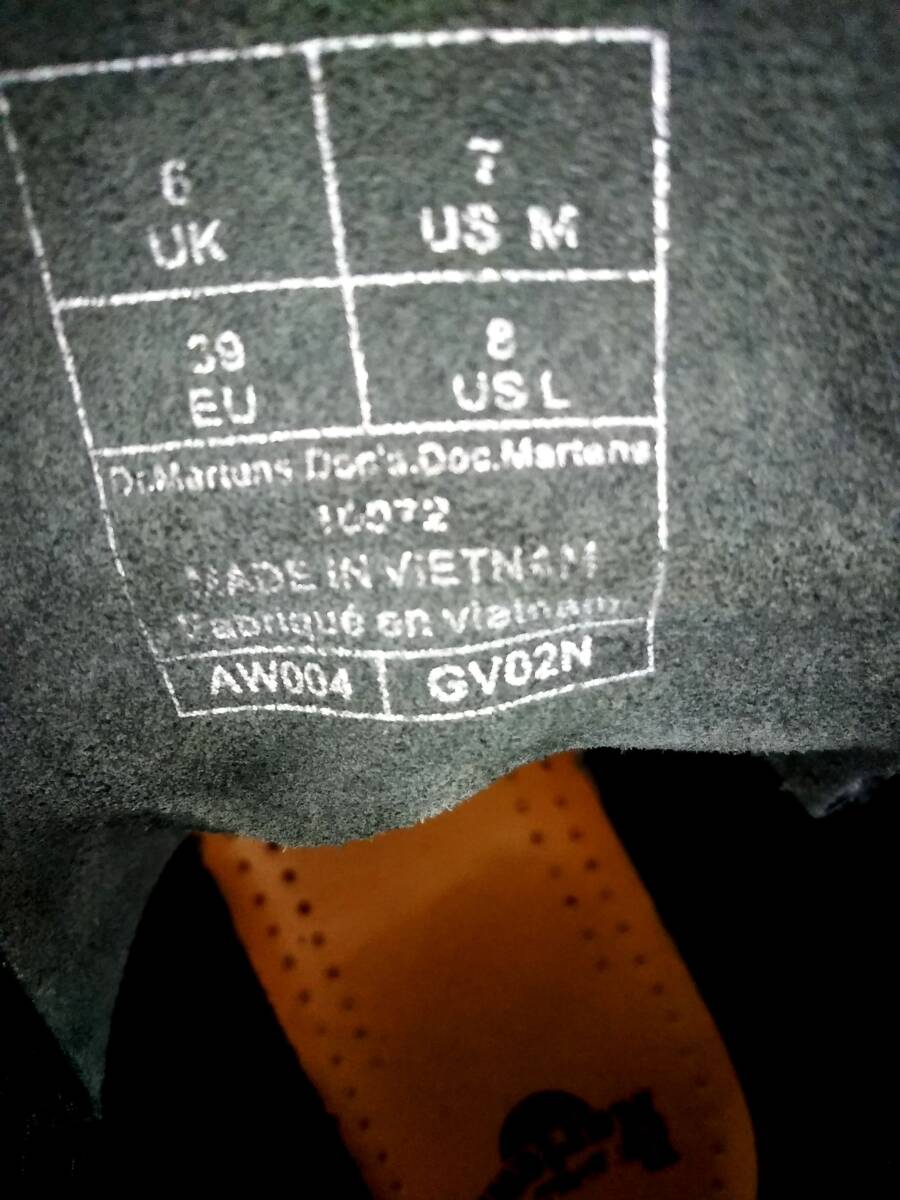 6
UK
7
US M
39
EU
8
US L
Dr.Martens.Doc's.Doc.Martens
MADE IN VIETNAM
Fabriqué en Vietnam
AW004
GV02N